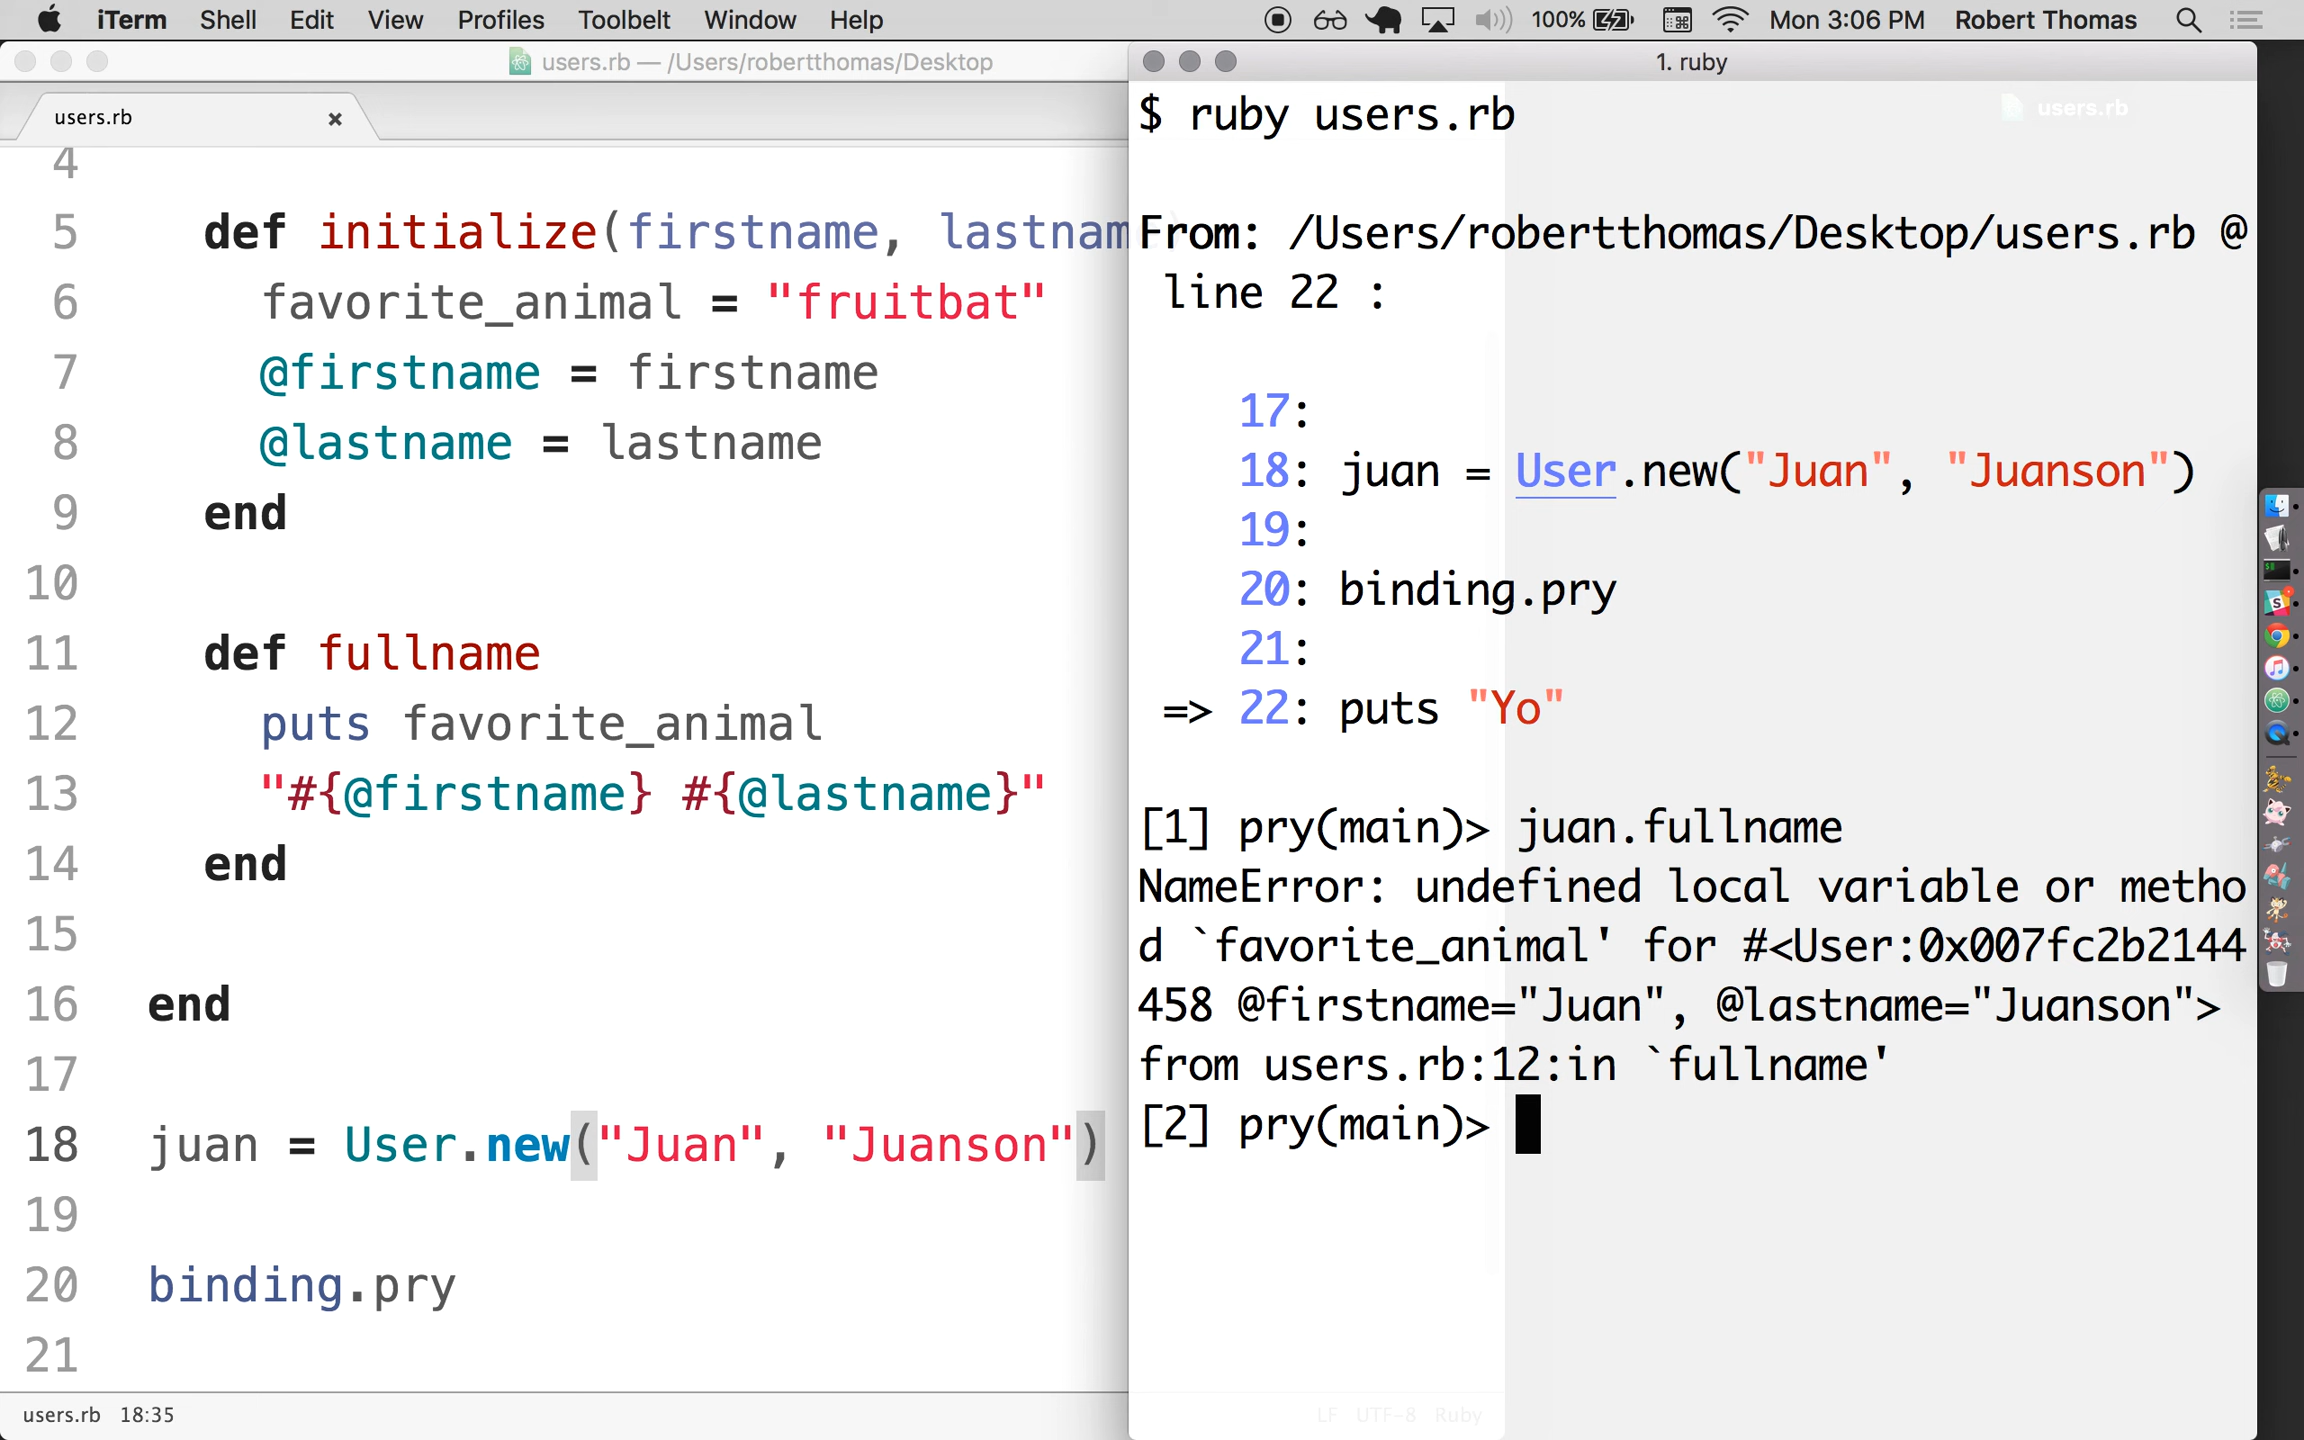 iTerm Shell Edit View Profiles Toolbelt Window Help 100% Mon 3:06 PM Robert Thomas
users.rb — /Users/robertthomas/Desktop
users.rb
4
5 def initialize(firstname, lastnam
6 favorite_animal = "fruitbat"
7 @firstname = firstname
8 @lastname = lastname
9 end
10
11 def fullname
12 puts favorite_animal
13 "#{@firstname} #{@lastname}"
14 end
15
16 end
17
18 juan = User.new("Juan", "Juanson")
19
20 binding.pry
21
users.rb 18:35
1. ruby
users.rb
$ ruby users.rb
From: /Users/robertthomas/Desktop/users.rb @
line 22 :
17:
18: juan = User.new("Juan", "Juanson")
19:
20: binding.pry
21:
=> 22: puts "Yo"
[1] pry(main)> juan.fullname
NameError: undefined local variable or metho
d `favorite_animal' for #<User:0x007fc2b2144
458 @firstname="Juan", @lastname="Juanson">
from users.rb:12:in `fullname'
[2] pry(main)>
LF UTF-8 Ruby